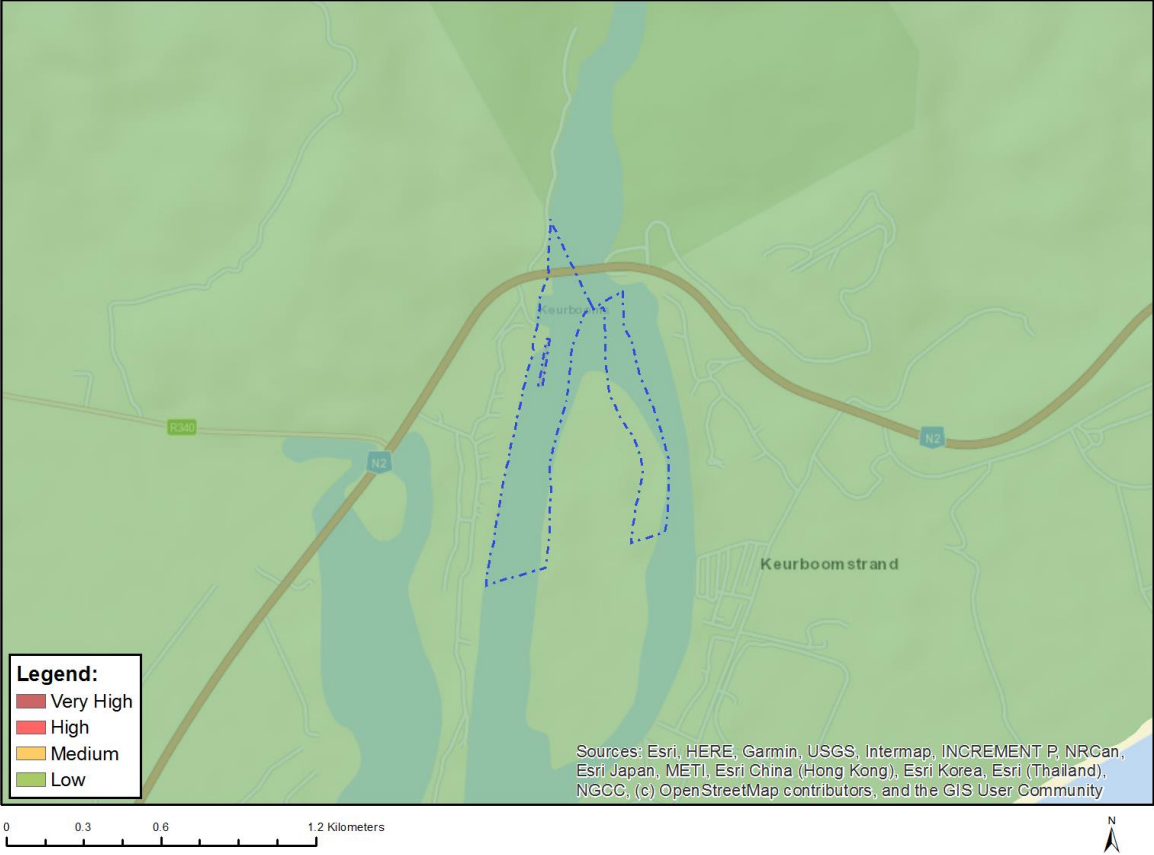 Keurbooms
R340
N2
N2
Keurboomstrand
Legend:
Very High
High
Medium
Low
Sources: Esri, HERE, Garmin, USGS, Intermap, INCREMENT P, NRCan,
Esri Japan, METI, Esri China (Hong Kong), Esri Korea, Esri (Thailand),
NGCC, (c) OpenStreetMap contributors, and the GIS User Community
0 0.3 0.6 1.2 Kilometers
N